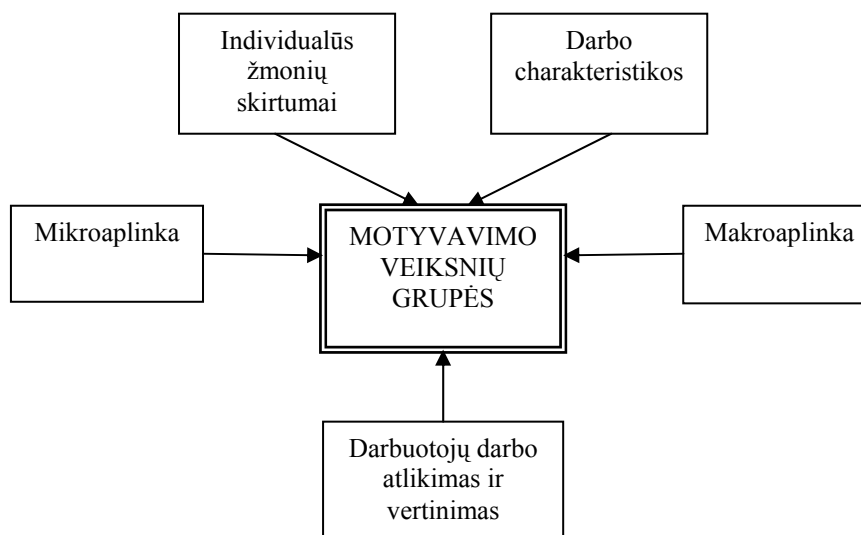 Individualūs
žmonių
skirtumai
Darbo
charakteristikos
Mikroaplinka
MOTYVAVIMO
VEIKSNIŲ
GRUPĖS
Makroaplinka
Darbuotojų darbo
atlikimas ir
vertinimas